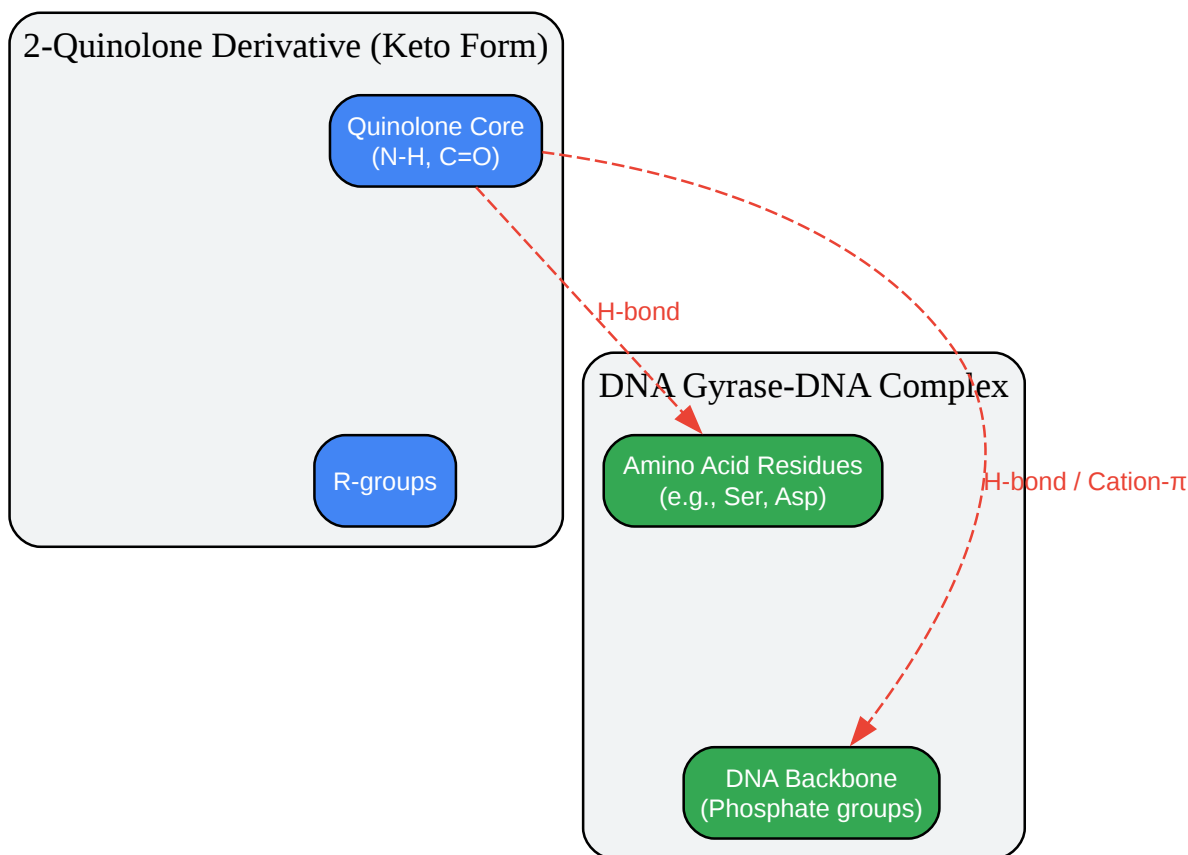 2-Quinolone Derivative (Keto Form)
Quinolone Core
(N-H, C=O)
H-bond
DNA Gyrase-DNA Complex
R-groups
Amino Acid Residues
(e.g., Ser, Asp)
H-bond / Cation-π
DNA Backbone
(Phosphate groups)